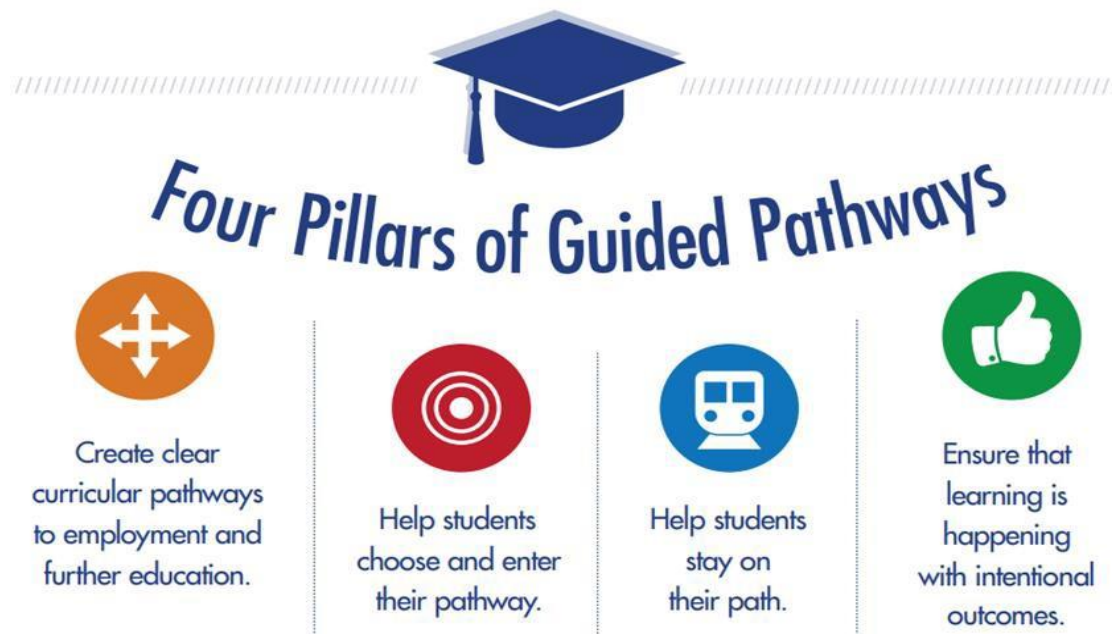 Four Pillars of Guided Pathways
Create clear
curricular pathways
to employment and
further education.
Help students
choose and enter
their pathway.
Help students
stay on
their path.
Ensure that
learning is
happening
with intentional
outcomes.